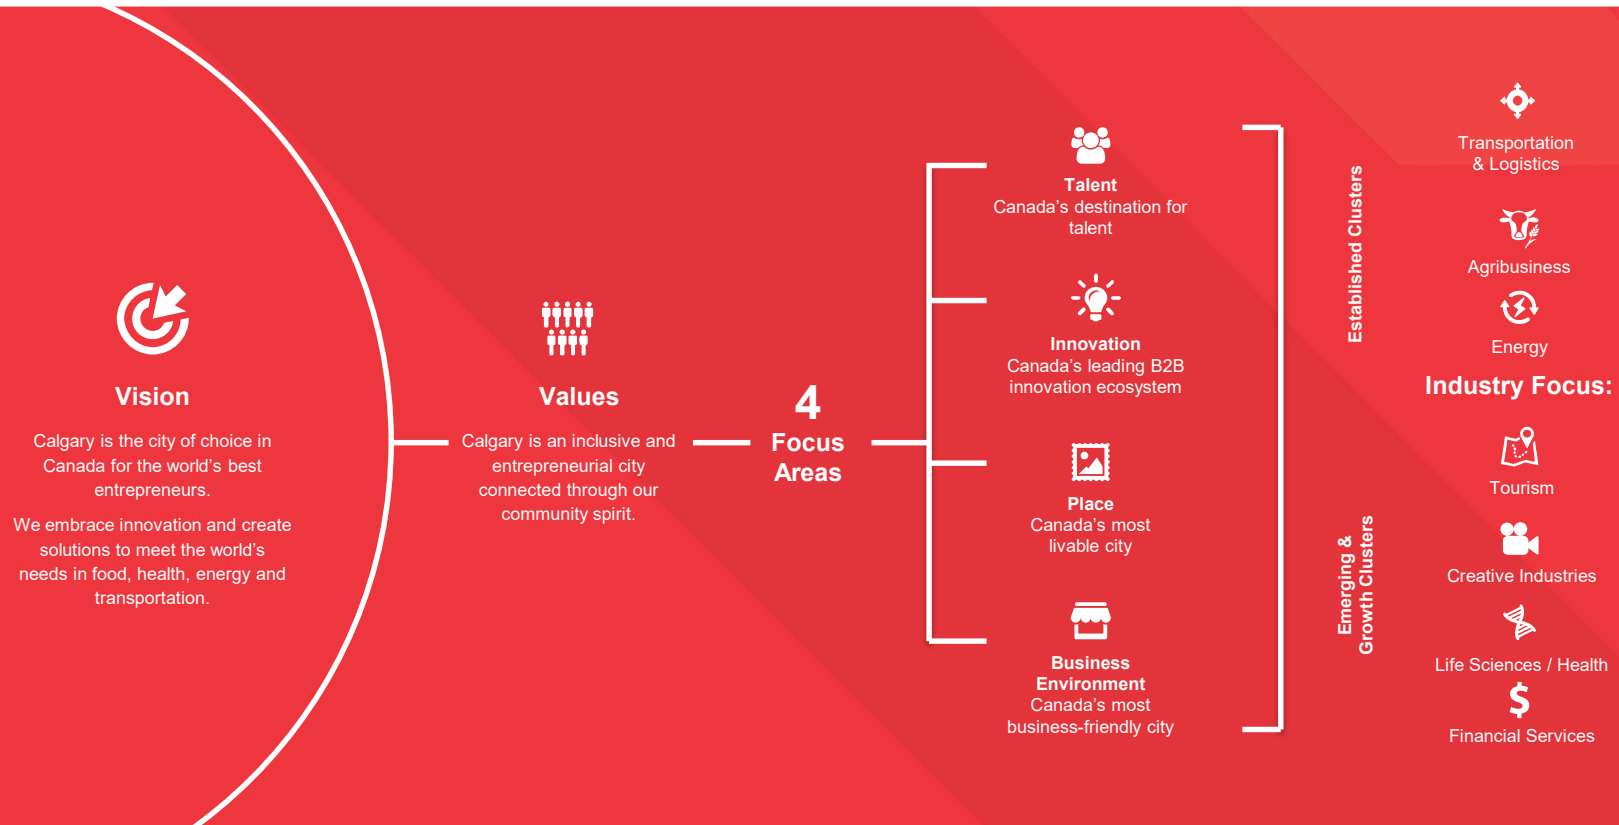 Vision
Calgary is the city of choice in
Canada for the world's best
entrepreneurs.
We embrace innovation and create
solutions to meet the world's
needs in food, health, energy and
transportation.
Values
Calgary is an inclusive and
entrepreneurial city
connected through our
community spirit.
4
Focus
Areas
Talent
Canada's destination for
talent
Innovation
Canada's leading B2B
innovation ecosystem
Place
Canada's most
livable city
Business
Environment
Canada's most
business-friendly city
Established Clusters
Emerging &
Growth Clusters
Transportation
& Logistics
Agribusiness
Energy
Industry Focus:
Tourism
Creative Industries
Life Sciences / Health
$
Financial Services